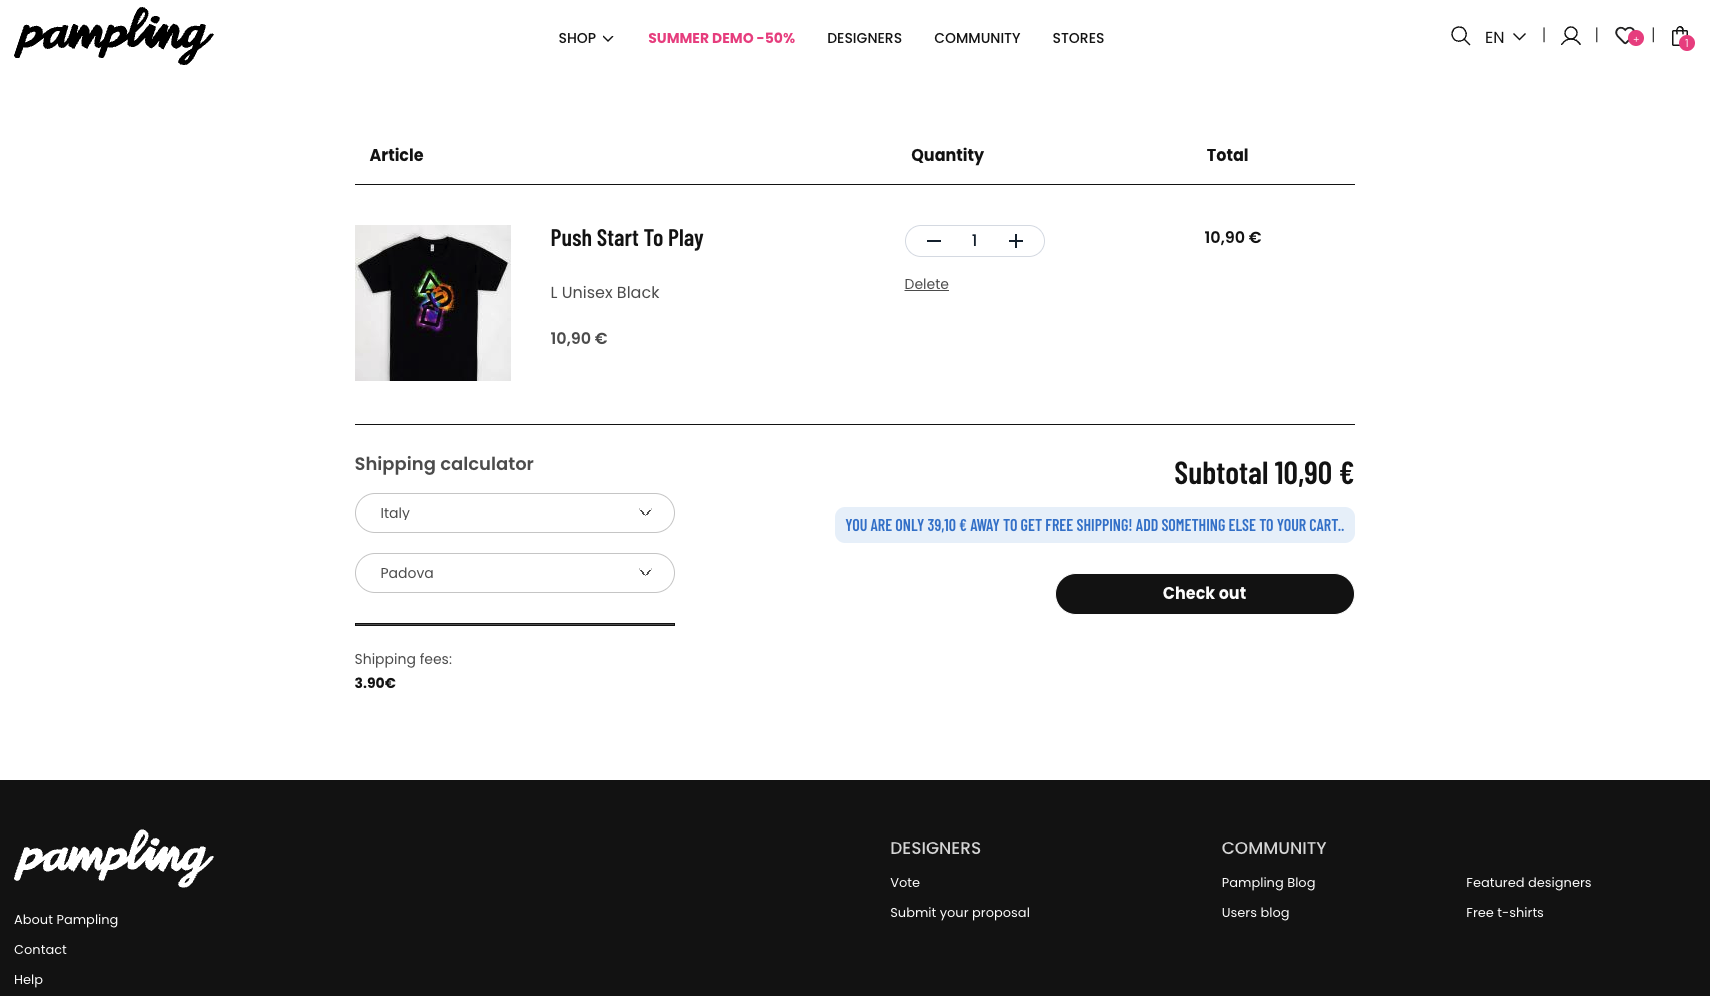 pampling
SHOP
SUMMER DEMO -50%
DESIGNERS
COMMUNITY
STORES
EN
+
1
Article
Quantity
Total
Push Start To Play
L Unisex Black
10,90 €
1
Delete
10,90 €
Shipping calculator
Italy
Padova
Shipping fees:
3.90€
Subtotal 10,90 €
YOU ARE ONLY 39,10 € AWAY TO GET FREE SHIPPING! ADD SOMETHING ELSE TO YOUR CART..
Check out
pampling
About Pampling
Contact
Help
DESIGNERS
Vote
Submit your proposal
COMMUNITY
Pampling Blog
Users blog
Featured designers
Free t-shirts